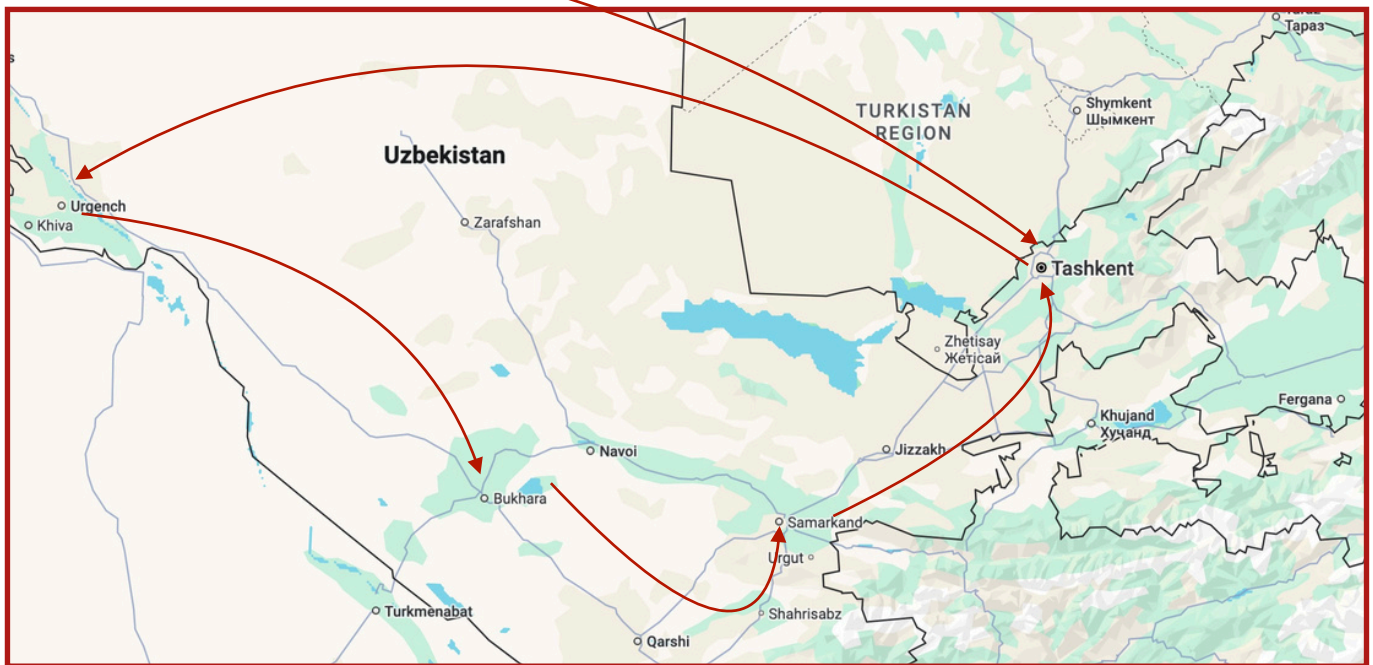 Тараз
Shymkent
Шымкент
TURKISTAN
REGION
Uzbekistan
Urgench
Khiva
Zarafshan
Tashkent
Zhetisay
Жетісай
Fergana
Khujand
Хуҷанд
Jizzakh
Navoi
Bukhara
Samarkand
Urgut
Turkmenabat
Shahrisabz
Qarshi